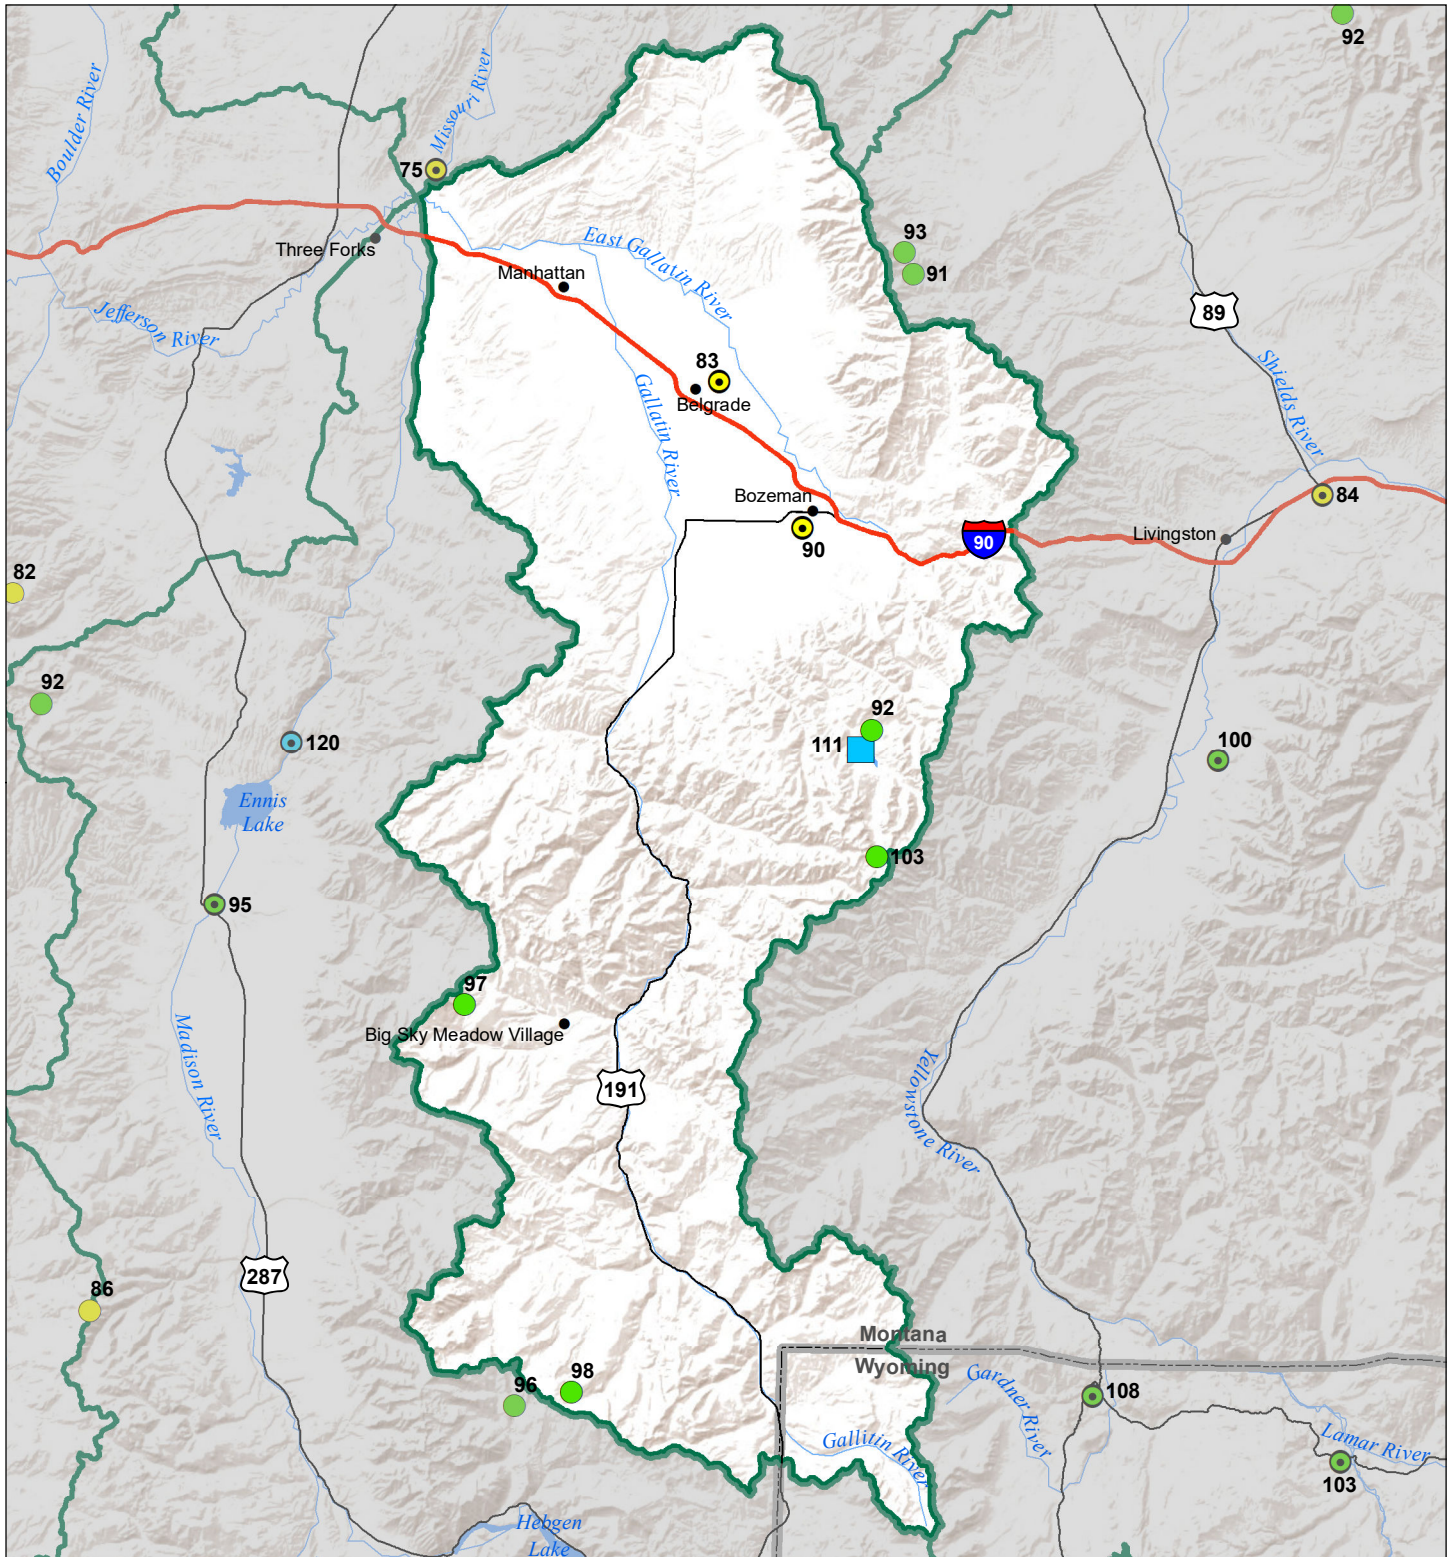 92
Boulder River
Missouri River
75
Three Forks
East Gallatin River
93
91
Manhattan
89
Jefferson River
Shields River
83
Belgrade
Gallatin River
Bozeman
84
90
90
Livingston
82
92
92
111
120
100
Ennis
Lake
103
95
97
Big Sky Meadow Village
Madison River
191
Yellowstone River
287
86
Montana
Wyoming
98
96
Gardner River
108
Gallitin River
Lamar River
103
Hebgen
Lake